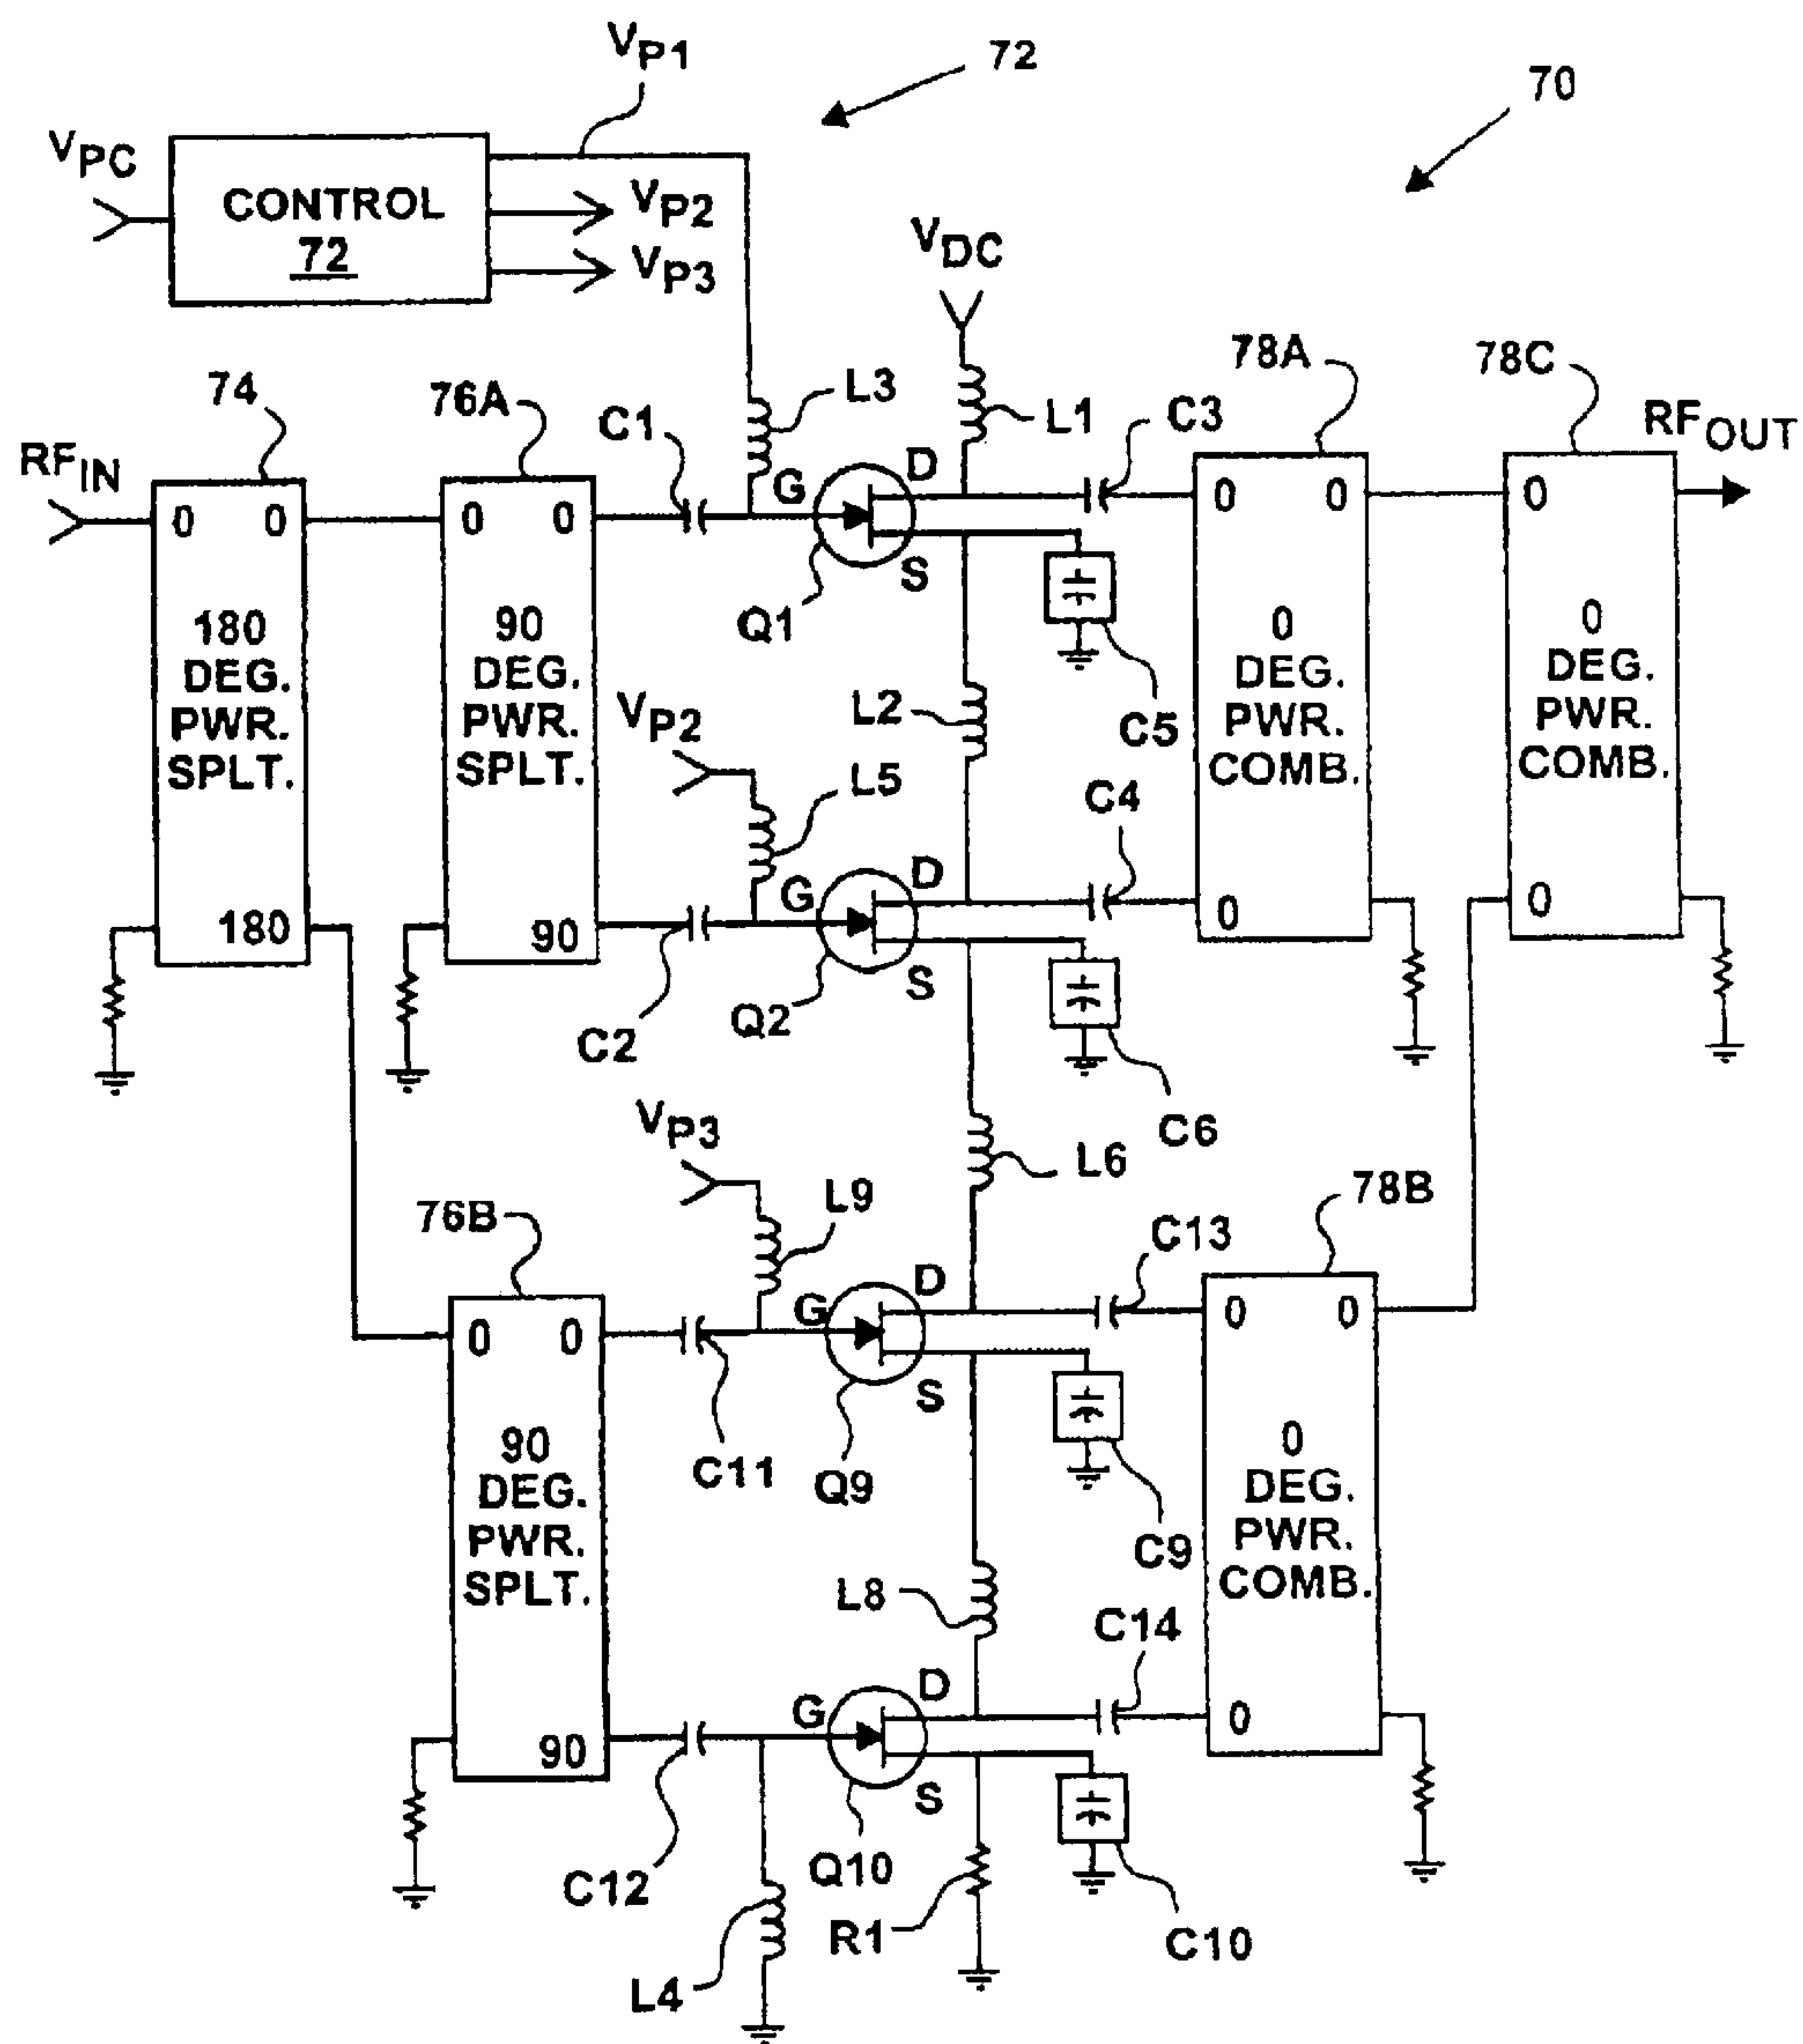 VP1
72
70
VPC
CONTROL
72
VP2
VP3
VDC
74
76A
C1
L3
L1
C3
78A
78C
RFIN
RFOUT
0 0
180
DEG.
PWR.
SPLT.
180
0 0
90
DEG.
PWR.
SPLT.
90
G
D
S
Q1
C5
L2
0 0
0
DEG.
PWR.
COMB.
0
0
0
DEG.
PWR.
COMB.
0
VP2
L5
C4
G
D
S
Q2
C2
C6
VP3
L6
76B
L9
C13
78B
0 0
90
DEG.
PWR.
SPLT.
90
C11
G
D
S
Q9
C9
0 0
0
DEG.
PWR.
COMB.
0
L8
C14
G
D
S
C12
Q10
R1
C10
L4